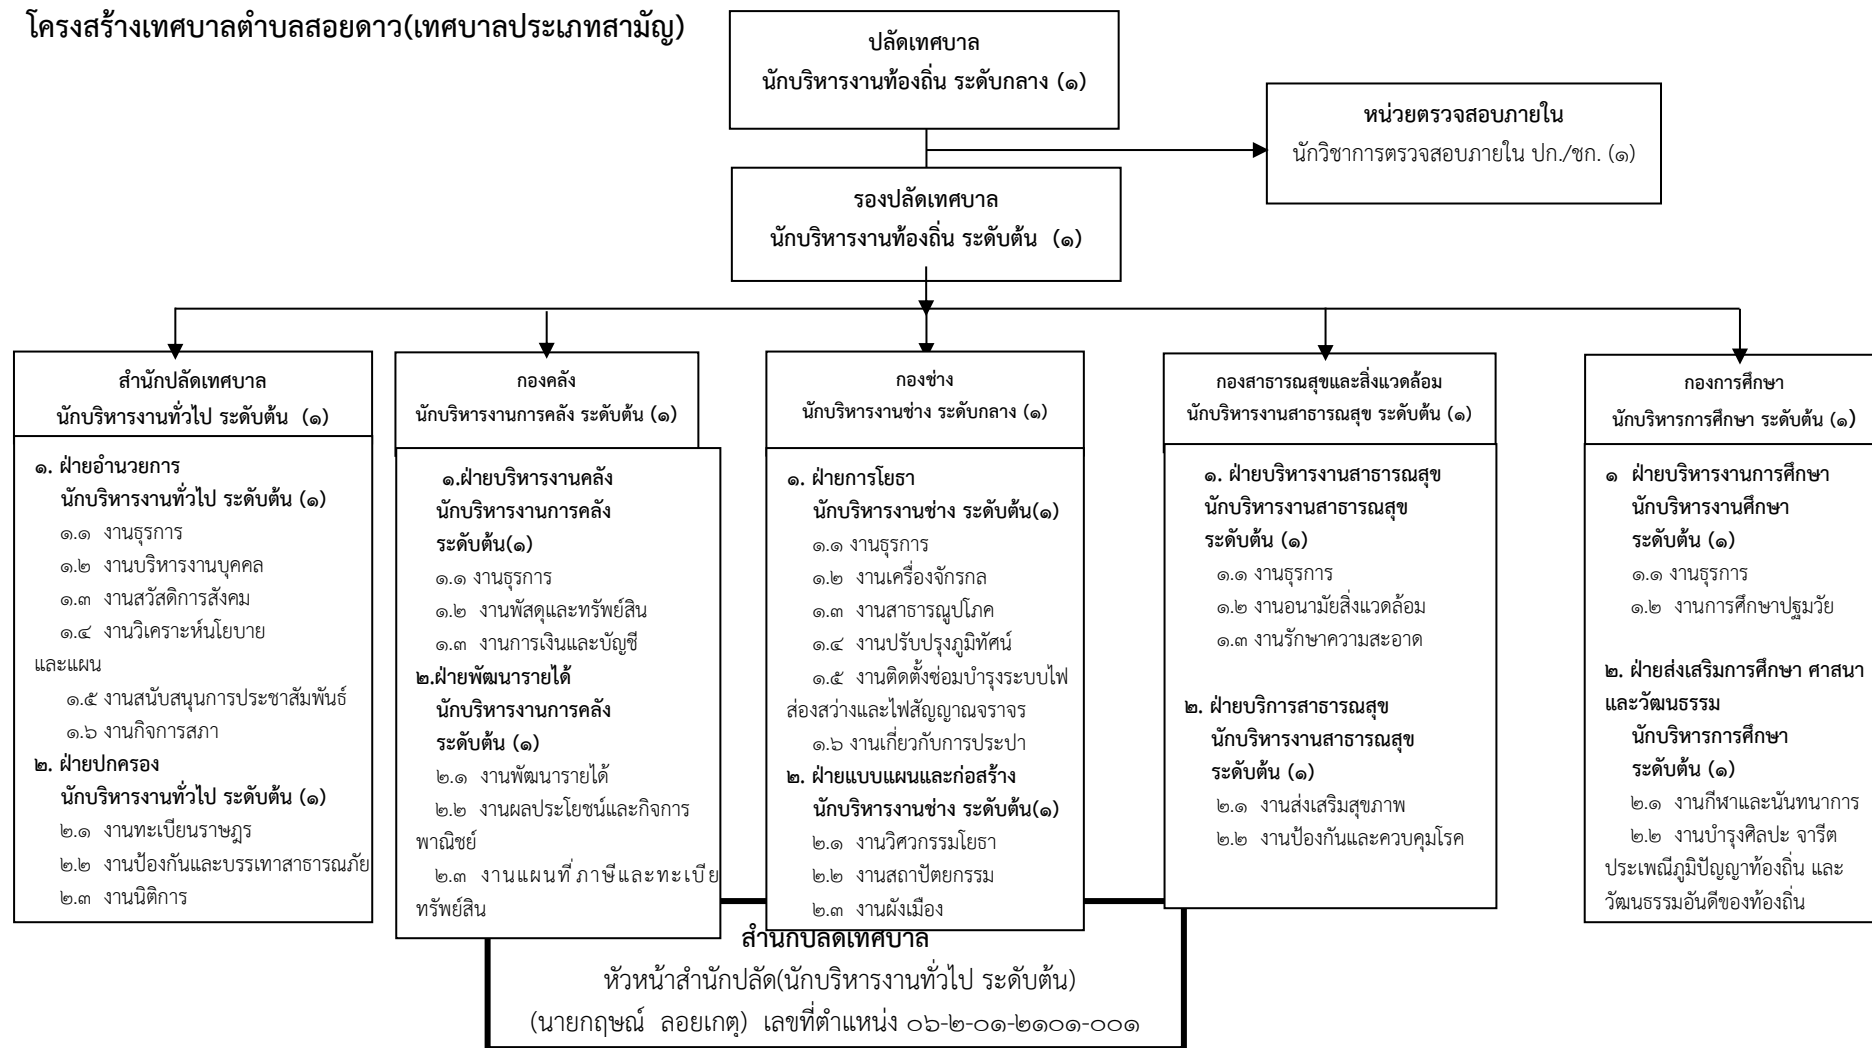 โครงสร้างเทศบาลตำบลสอยดาว(เทศบาลประเภทสามัญ)
ปลัดเทศบาล
นักบริหารงานท้องถิ่น ระดับกลาง (๑)
หน่วยตรวจสอบภายใน
นักวิชาการตรวจสอบภายใน ปก./ชก. (๑)
รองปลัดเทศบาล
นักบริหารงานท้องถิ่น ระดับต้น (๑)
สำนักปลัดเทศบาล
นักบริหารงานทั่วไป ระดับต้น (๑)
๑. ฝ่ายอำนวยการ
นักบริหารงานทั่วไป ระดับต้น (๑)
๑.๑ งานธุรการ
๑.๒ งานบริหารงานบุคคล
๑.๓ งานสวัสดิการสังคม
๑.๔ งานวิเคราะห์นโยบาย
และแผน
๑.๕ งานสนับสนุนการประชาสัมพันธ์
๑.๖ งานกิจการสภา
๒. ฝ่ายปกครอง
นักบริหารงานทั่วไป ระดับต้น (๑)
๒.๑ งานทะเบียนราษฎร
๒.๒ งานป้องกันและบรรเทาสาธารณภัย
๒.๓ งานนิติการ
กองคลัง
นักบริหารงานการคลัง ระดับต้น (๑)
๑.ฝ่ายบริหารงานคลัง
นักบริหารงานการคลัง
ระดับต้น(๑)
๑.๑ งานธุรการ
๑.๒ งานพัสดุและทรัพย์สิน
๑.๓ งานการเงินและบัญชี
๒.ฝ่ายพัฒนารายได้
นักบริหารงานการคลัง
ระดับต้น (๑)
๒.๑ งานพัฒนารายได้
๒.๒ งานผลประโยชน์และกิจการ
พาณิชย์
๒.๓ งานแผนที่ภาษีและทะเบีย
ทรัพย์สิน
กองช่าง
นักบริหารงานช่าง ระดับกลาง (๑)
๑. ฝ่ายการโยธา
นักบริหารงานช่าง ระดับต้น(๑)
๑.๑ งานธุรการ
๑.๒ งานเครื่องจักรกล
๑.๓ งานสาธารณูปโภค
๑.๔ งานปรับปรุงภูมิทัศน์
๑.๕ งานติดตั้งซ่อมบำรุงระบบไฟ
ส่องสว่างและไฟสัญญาณจราจร
๑.๖ งานเกี่ยวกับการประปา
๒. ฝ่ายแบบแผนและก่อสร้าง
นักบริหารงานช่าง ระดับต้น(๑)
๒.๑ งานวิศวกรรมโยธา
๒.๒ งานสถาปัตยกรรม
๒.๓ งานผังเมือง
กองสาธารณสุขและสิ่งแวดล้อม
นักบริหารงานสาธารณสุข ระดับต้น (๑)
๑. ฝ่ายบริหารงานสาธารณสุข
นักบริหารงานสาธารณสุข
ระดับต้น (๑)
๑.๑ งานธุรการ
๑.๒ งานอนามัยสิ่งแวดล้อม
๑.๓ งานรักษาความสะอาด
๒. ฝ่ายบริการสาธารณสุข
นักบริหารงานสาธารณสุข
ระดับต้น (๑)
๒.๑ งานส่งเสริมสุขภาพ
๒.๒ งานป้องกันและควบคุมโรค
กองการศึกษา
นักบริหารการศึกษา ระดับต้น (๑)
๑ ฝ่ายบริหารงานการศึกษา
นักบริหารงานศึกษา
ระดับต้น (๑)
๑.๑ งานธุรการ
๑.๒ งานการศึกษาปฐมวัย
๒. ฝ่ายส่งเสริมการศึกษา ศาสนา
และวัฒนธรรม
นักบริหารการศึกษา
ระดับต้น (๑)
๒.๑ งานกีฬาและนันทนาการ
๒.๒ งานบำรุงศิลปะ จารีต
ประเพณีภูมิปัญญาท้องถิ่น และ
วัฒนธรรมอันดีของท้องถิ่น
สำนักปลัดเทศบาล
หัวหน้าสำนักปลัด(นักบริหารงานทั่วไป ระดับต้น)
(นายกฤษณ์ ลอยเกตุ) เลขที่ตำแหน่ง ๐๖-๒-๐๑-๒๑๐๑-๐๐๑